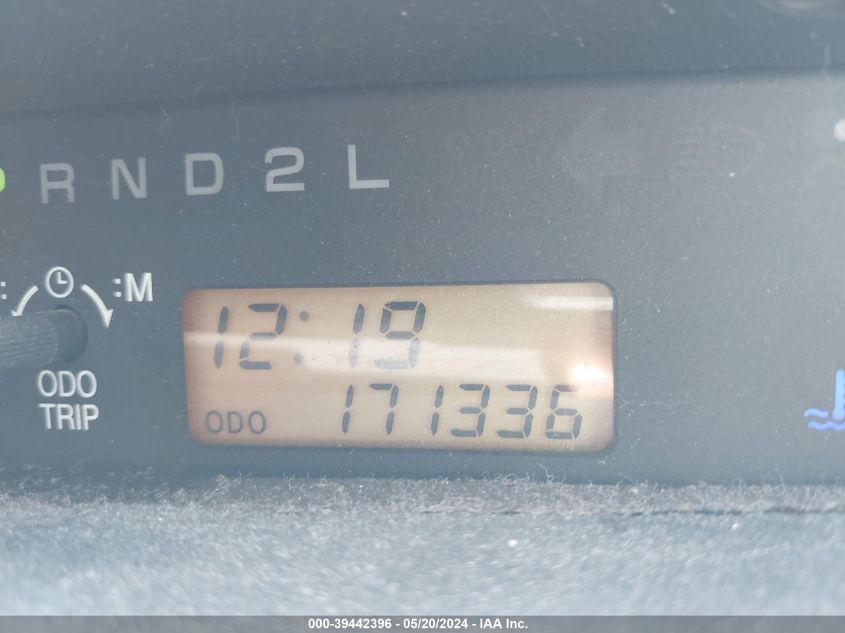 R N D 2 L
:M
12:19
ODO
TRIP
ODO 171336
000-39442396 - 05/20/2024 - IAA Inc.